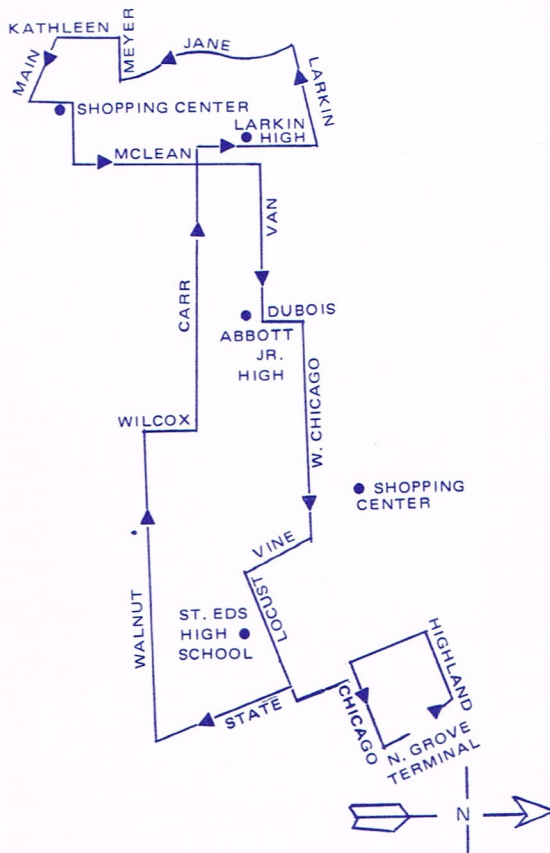 KATHLEEN
MEYER
JANE
MAIN
LARKIN
SHOPPING CENTER
LARKIN
HIGH
MCLEAN
VAN
CARR
DUBOIS
ABBOTT
JR.
HIGH
W. CHICAGO
WILCOX
SHOPPING
CENTER
VINE
LOCUST
WALNUT
ST. EDS
HIGH
SCHOOL
HIGHLAND
STATE
CHICAGO
N. GROVE
TERMINAL
N